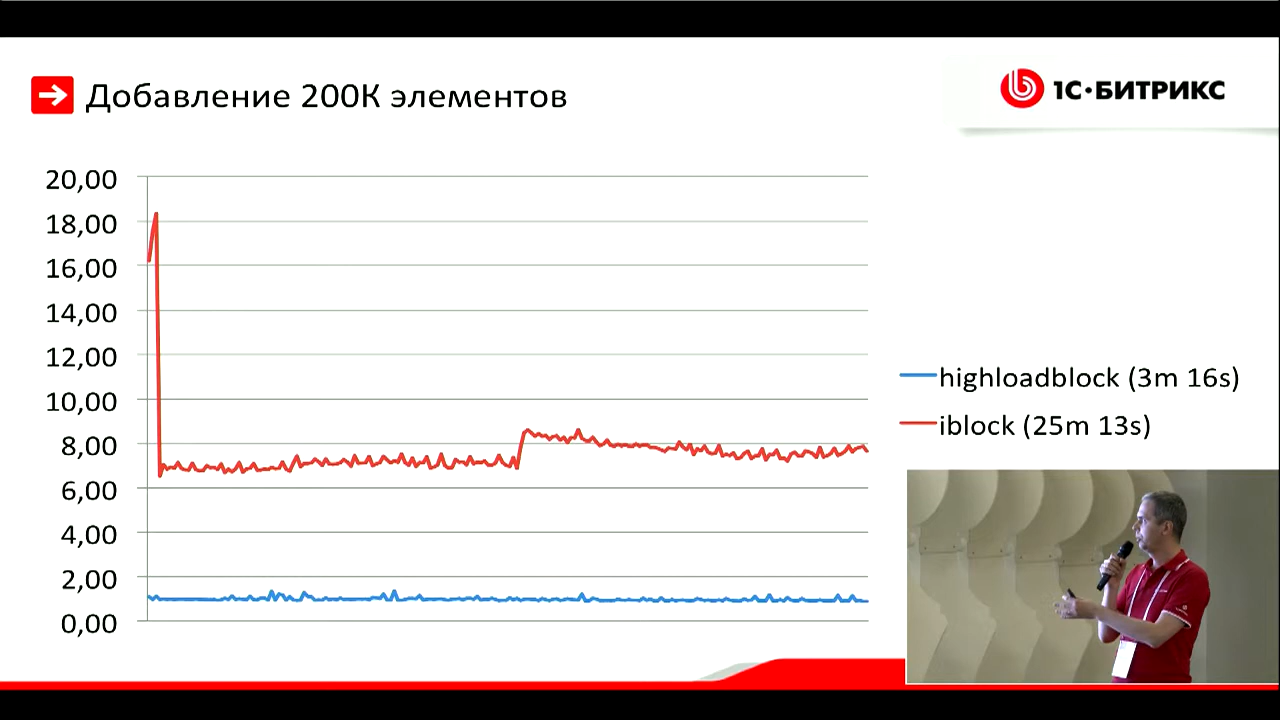 Добавление 200К элементов
1С·БИТРИКС
20,00
18,00
16,00
14,00
12,00
10,00
8,00
6,00
4,00
2,00
0,00
highloadblock (3m 16s)
iblock (25m 13s)